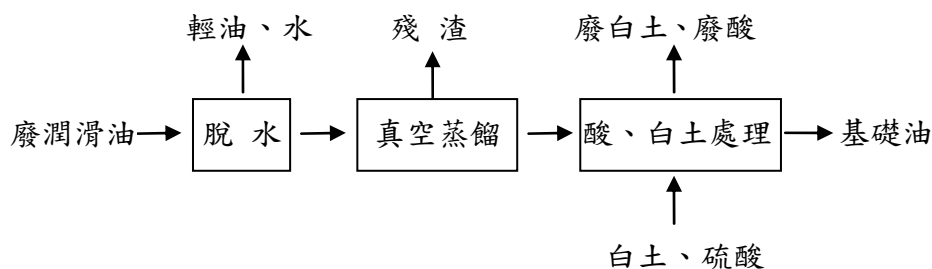 輕油、水 殘 渣 廢白土、廢酸
廢潤滑油 脫 水 真空蒸餾 酸、白土處理 基礎油
白土、硫酸